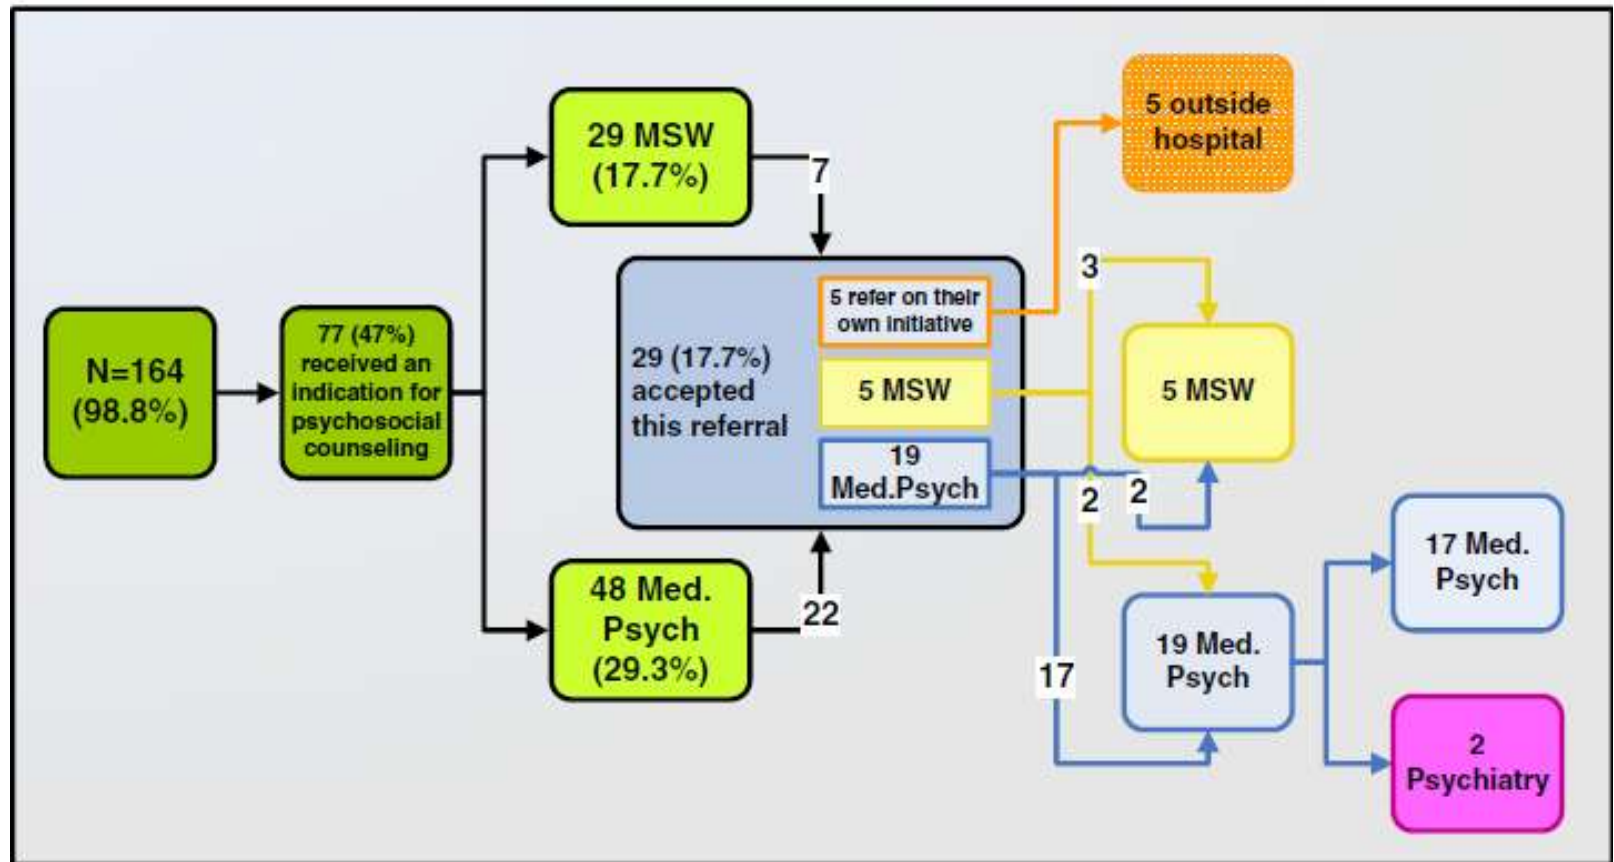 N=164
(98.8%)
77 (47%)
received an
indication for
psychosocial
counseling
29 MSW
(17.7%)
7
48 Med.
Psych
(29.3%)
22
29 (17.7%)
accepted
this referral
5 refer on their
own initiative
5 MSW
19
Med.Psych
5 outside
hospital
3
5 MSW
2
2
17
19 Med.
Psych
17 Med.
Psych
2
Psychiatry